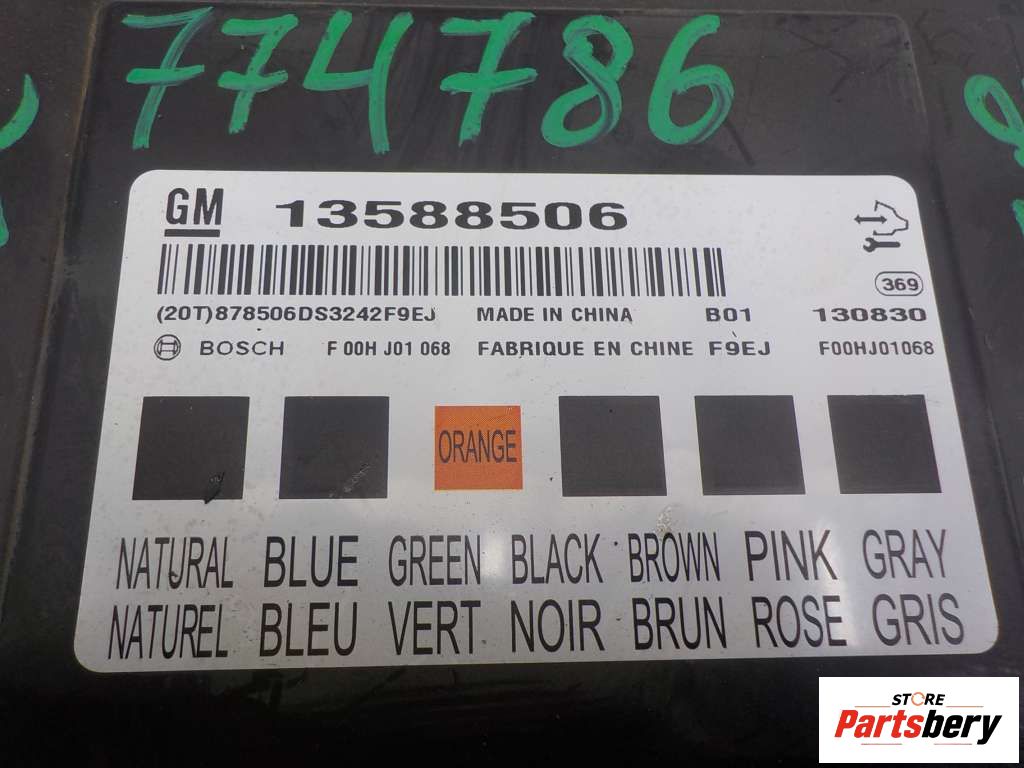 774786
GM 13588506
369
(20T)878506DS3242F9EJ MADE IN CHINA B01 130830
BOSCH F 00H J01 068 FABRIQUE EN CHINE F9EJ F00HJ01068
ORANGE
NATURAL BLUE GREEN BLACK BROWN PINK GRAY
NATUREL BLEU VERT NOIR BRUN ROSE GRIS
STORE
Partsbery